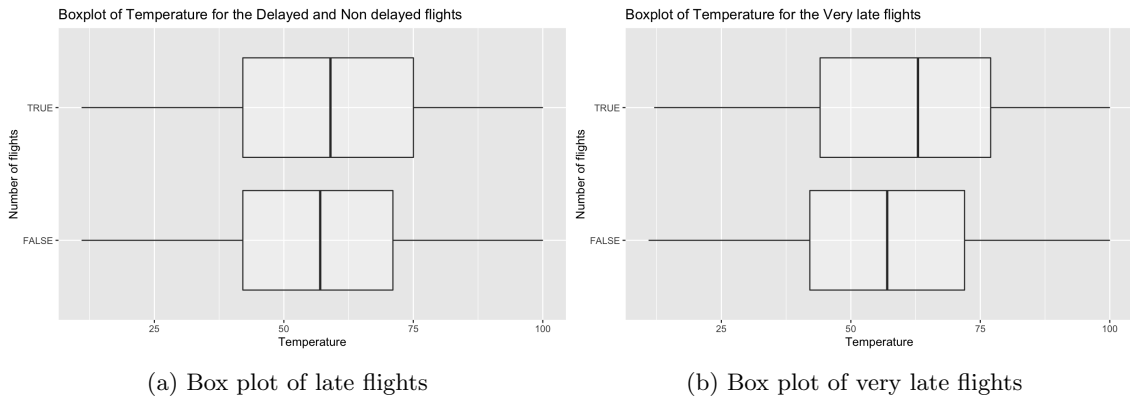 Boxplot of Temperature for the Delayed and Non delayed flights
Number of flights
TRUE
FALSE
25 50 75 100
Temperature
(a) Box plot of late flights
Boxplot of Temperature for the Very late flights
Number of flights
TRUE
FALSE
25 50 75 100
Temperature
(b) Box plot of very late flights